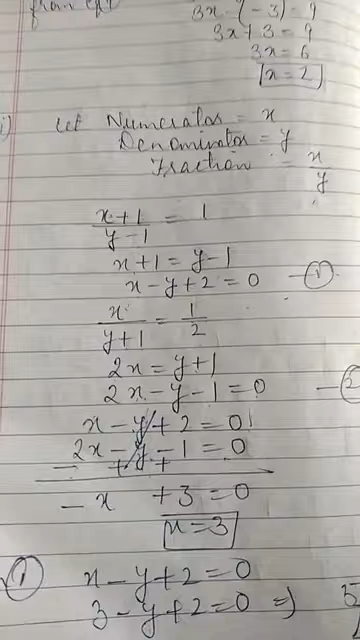 3x - (-3) = 9
3x + 3 = 9
3x = 6
x = 2
i) Let Numerator = x
Denominator = y
Fraction = x/y
x+1/y-1 = 1
x+1 = y-1
x - y + 2 = 0 - 1
x/y+1 = 1/2
2x = y+1
2x - y - 1 = 0 - 2
x - y + 2 = 0
2x - y - 1 = 0
- + +
- x + 3 = 0
x = 3
1 x - y + 2 = 0
3 - y + 2 = 0 ⇒ 5